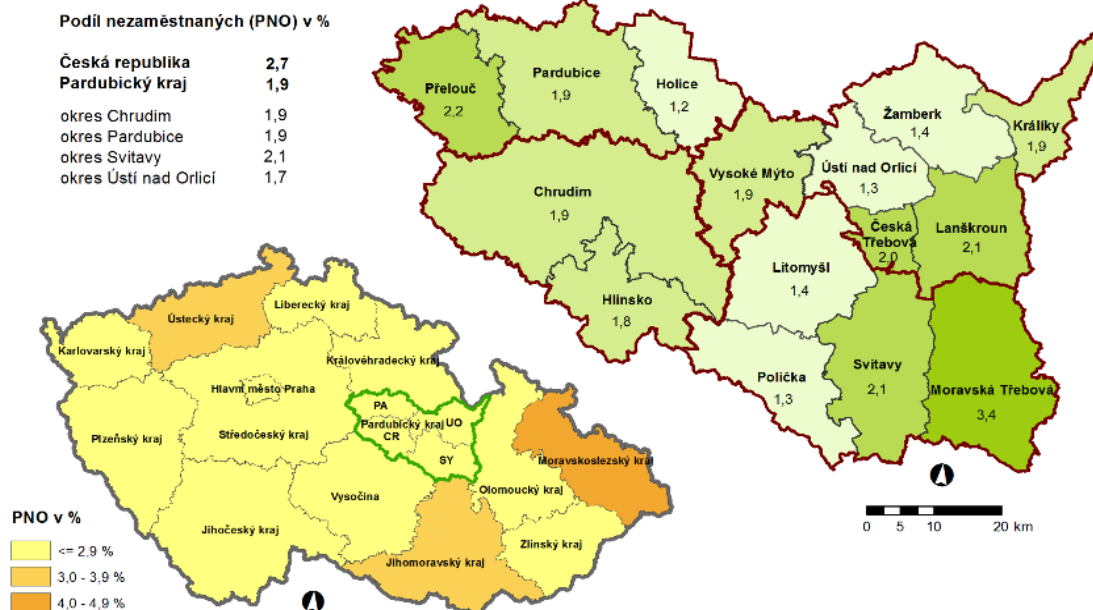 Podíl nezaměstnaných (PNO) v %
Česká republika 2,7
Pardubický kraj 1,9
okres Chrudim 1,9
okres Pardubice 1,9
okres Svitavy 2,1
okres Ústí nad Orlicí 1,7
Přelouč
2,2
Pardubice
1,9
Holice
1,2
Žamberk
1,4
Králíky
1,9
Vysoké Mýto
1,9
Ústí nad Orlicí
1,3
Chrudim
1,9
Česká
Třebová
2,0
Lanškroun
2,1
Litomyšl
1,4
Hlinsko
1,8
Polička
1,3
Svitavy
2,1
Moravská Třebová
3,4
0 5 10 20 km
Liberecký kraj
Ústecký kraj
Karlovarský kraj
Královéhradecký kraj
Hlavní město Praha
PA
Pardubický kraj
UO
CR
SY
Plzeňský kraj
Středočeský kraj
Moravskoslezský kraj
Vysočina
Olomoucký kraj
Jihočeský kraj
Zlínský kraj
Jihomoravský kraj
PNO v %
<= 2,9 %
3,0 - 3,9 %
4,0 - 4,9 %